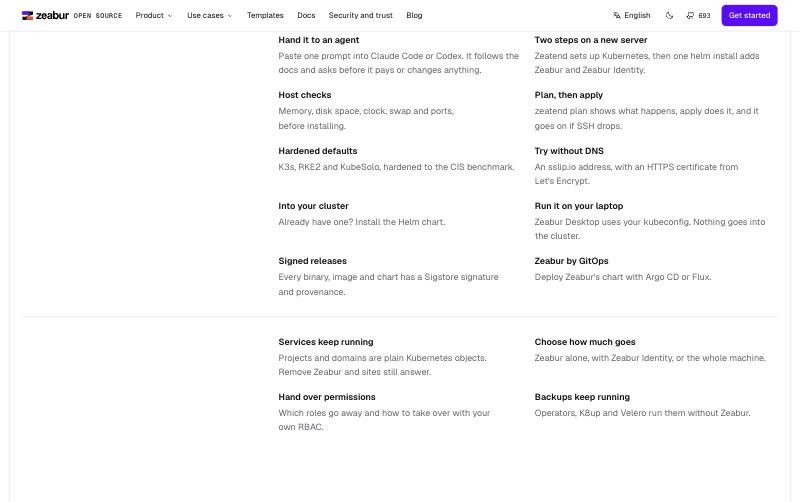 zeabur OPEN SOURCE Product Use cases Templates Docs Security and trust Blog English 693 Get started
Hand it to an agent
Paste one prompt into Claude Code or Codex. It follows the
docs and asks before it pays or changes anything.
Two steps on a new server
Zeatend sets up Kubernetes, then one helm install adds
Zeabur and Zeabur Identity.
Host checks
Memory, disk space, clock, swap and ports,
before installing.
Plan, then apply
zeatend plan shows what happens, apply does it, and it
goes on if SSH drops.
Hardened defaults
K3s, RKE2 and KubeSolo, hardened to the CIS benchmark.
Try without DNS
An sslip.io address, with an HTTPS certificate from
Let's Encrypt.
Into your cluster
Already have one? Install the Helm chart.
Run it on your laptop
Zeabur Desktop uses your kubeconfig. Nothing goes into
the cluster.
Signed releases
Every binary, image and chart has a Sigstore signature
and provenance.
Zeabur by GitOps
Deploy Zeabur's chart with Argo CD or Flux.
Services keep running
Projects and domains are plain Kubernetes objects.
Remove Zeabur and sites still answer.
Choose how much goes
Zeabur alone, with Zeabur Identity, or the whole machine.
Hand over permissions
Which roles go away and how to take over with your
own RBAC.
Backups keep running
Operators, K8up and Velero run them without Zeabur.